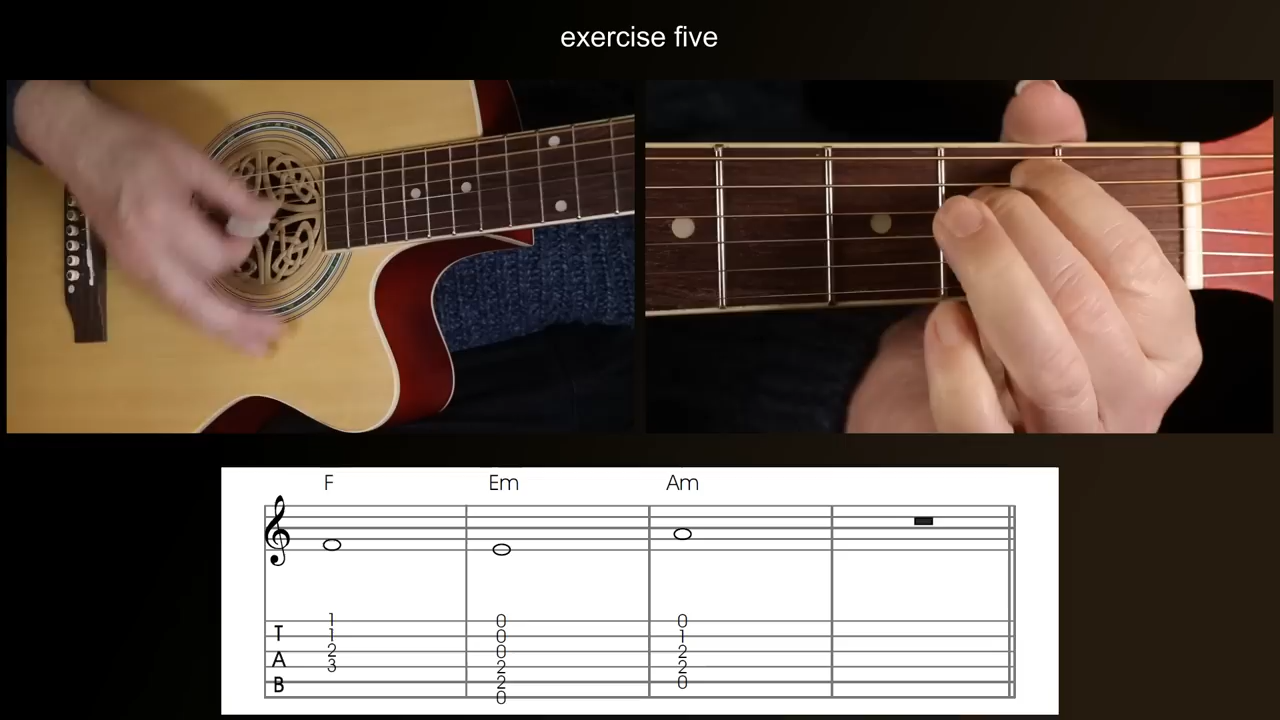 exercise five
F Em Am
1 0 0
T 1 0 1
2 0 2
A 3 2 2
B 2 0
0